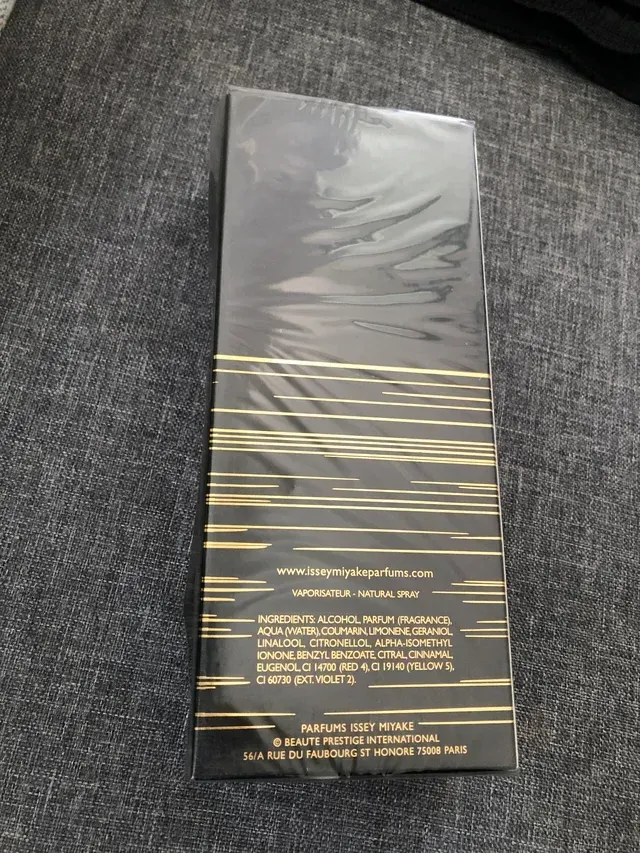 www.isseymiyakeparfums.com
VAPORISATEUR - NATURAL SPRAY
INGREDIENTS: ALCOHOL, PARFUM (FRAGRANCE),
AQUA (WATER), COUMARIN, LIMONENE, GERANIOL,
LINALOOL, CITRONELLOL, ALPHA-ISOMETHYL
IONONE, BENZYL BENZOATE, CITRAL, CINNAMAL,
EUGENOL, CI 14700 (RED 4), CI 19140 (YELLOW 5),
CI 60730 (EXT. VIOLET 2).
PARFUMS ISSEY MIYAKE
© BEAUTE PRESTIGE INTERNATIONAL
56/A RUE DU FAUBOURG ST HONORE 75008 PARIS